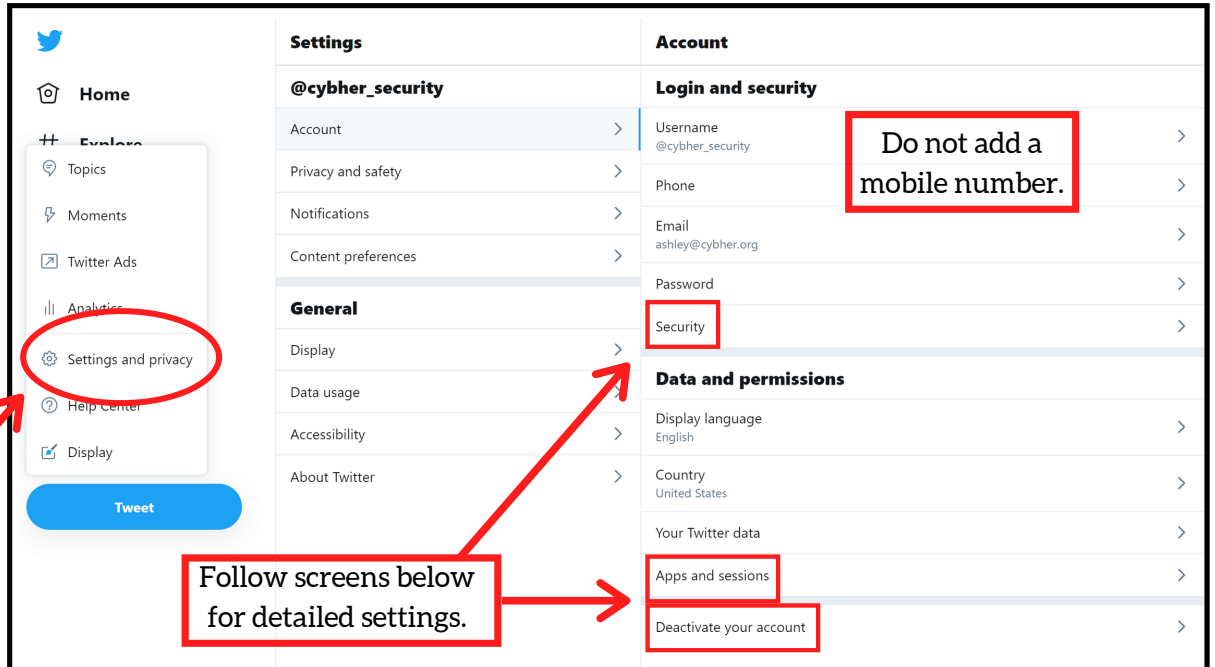 Home
Explore
Topics
Moments
Twitter Ads
Analytics
Settings and privacy
Help Center
Display
Tweet
Settings
@cybher_security
Account
Privacy and safety
Notifications
Content preferences
General
Display
Data usage
Accessibility
About Twitter
Account
Login and security
Username
@cybher_security
Phone
Email
ashley@cybher.org
Password
Security
Data and permissions
Display language
English
Country
United States
Your Twitter data
Apps and sessions
Deactivate your account
Do not add a
mobile number.
Follow screens below
for detailed settings.